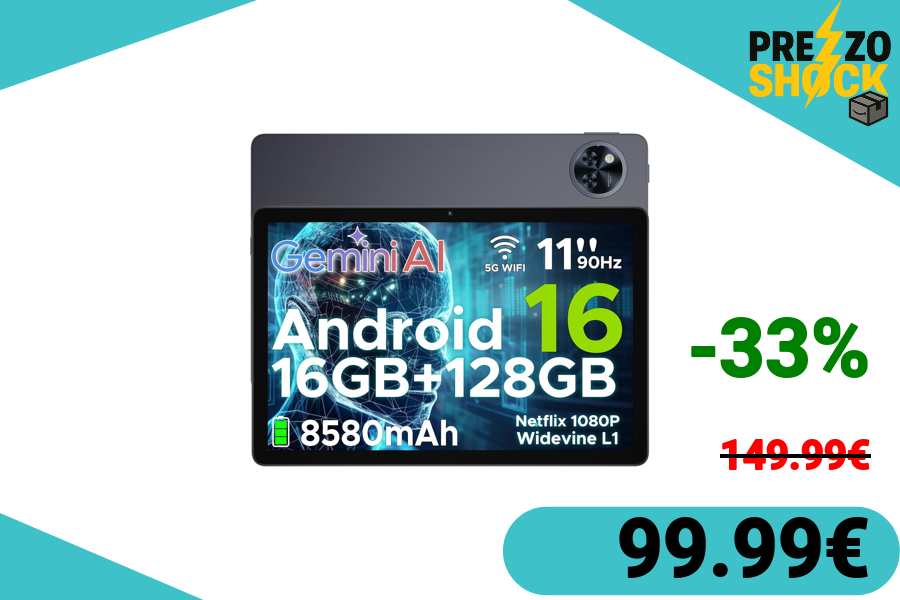 PREZZO
SHOCK
Gemini AI
5G WIFI
11'' 90Hz
Android 16
16GB+128GB
8580mAh
Netflix 1080P
Widevine L1
-33%
149.99€
99.99€